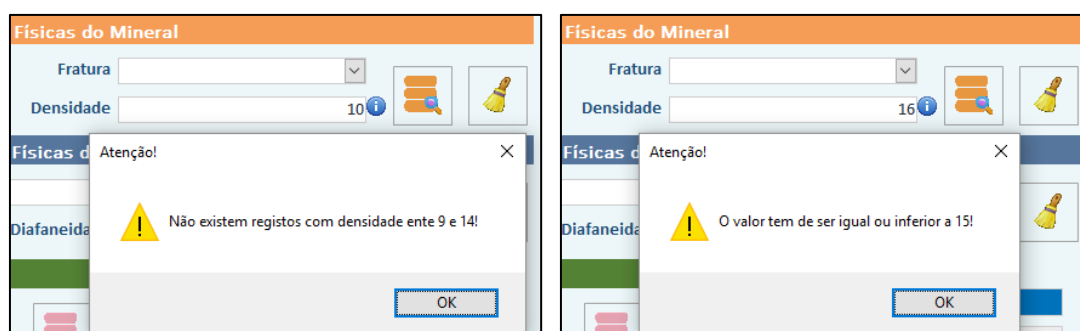 Físicas do Mineral
Fratura
Densidade 10
Físicas d
Atenção!
Não existem registos com densidade ente 9 e 14!
Diafaneida
OK
Físicas do Mineral
Fratura
Densidade 16
Físicas d
Atenção!
O valor tem de ser igual ou inferior a 15!
Diafaneida
OK